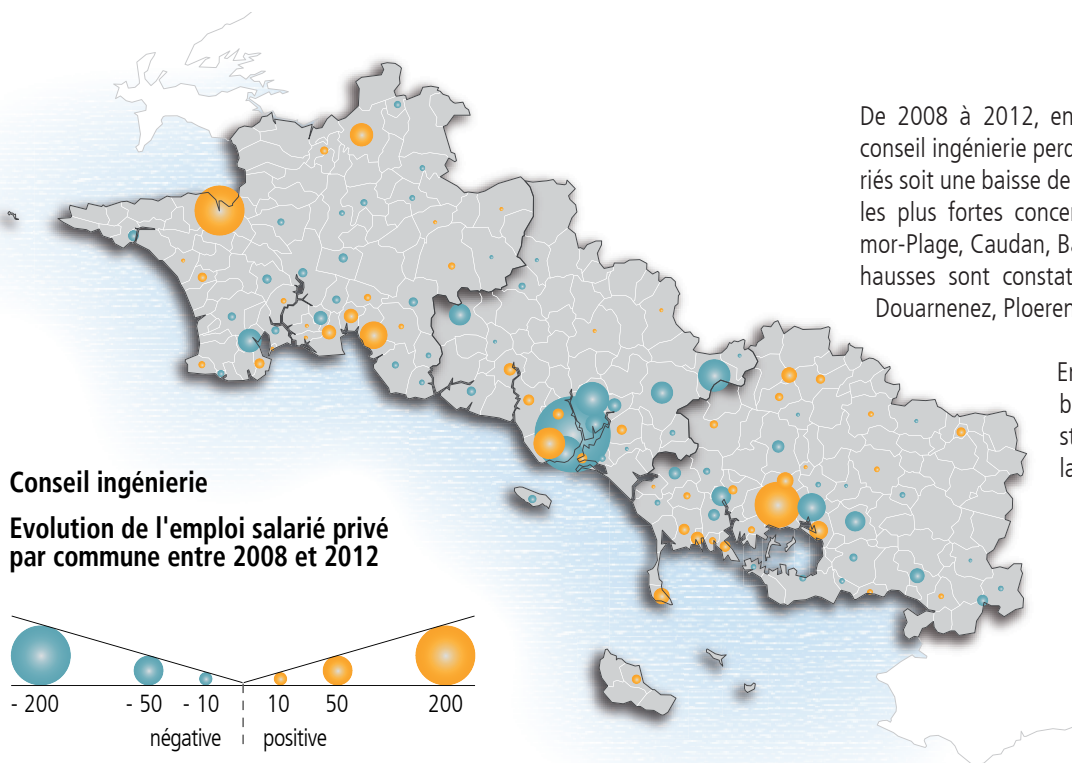 De 2008 à 2012, en
conseil ingénierie perd
riés soit une baisse de
les plus fortes concer
mor-Plage, Caudan, Ba
hausses sont constat
Douarnenez, Ploeren
En
b
st
la
Conseil ingénierie
Evolution de l'emploi salarié privé
par commune entre 2008 et 2012
- 200 - 50 - 10 10 50 200
négative positive